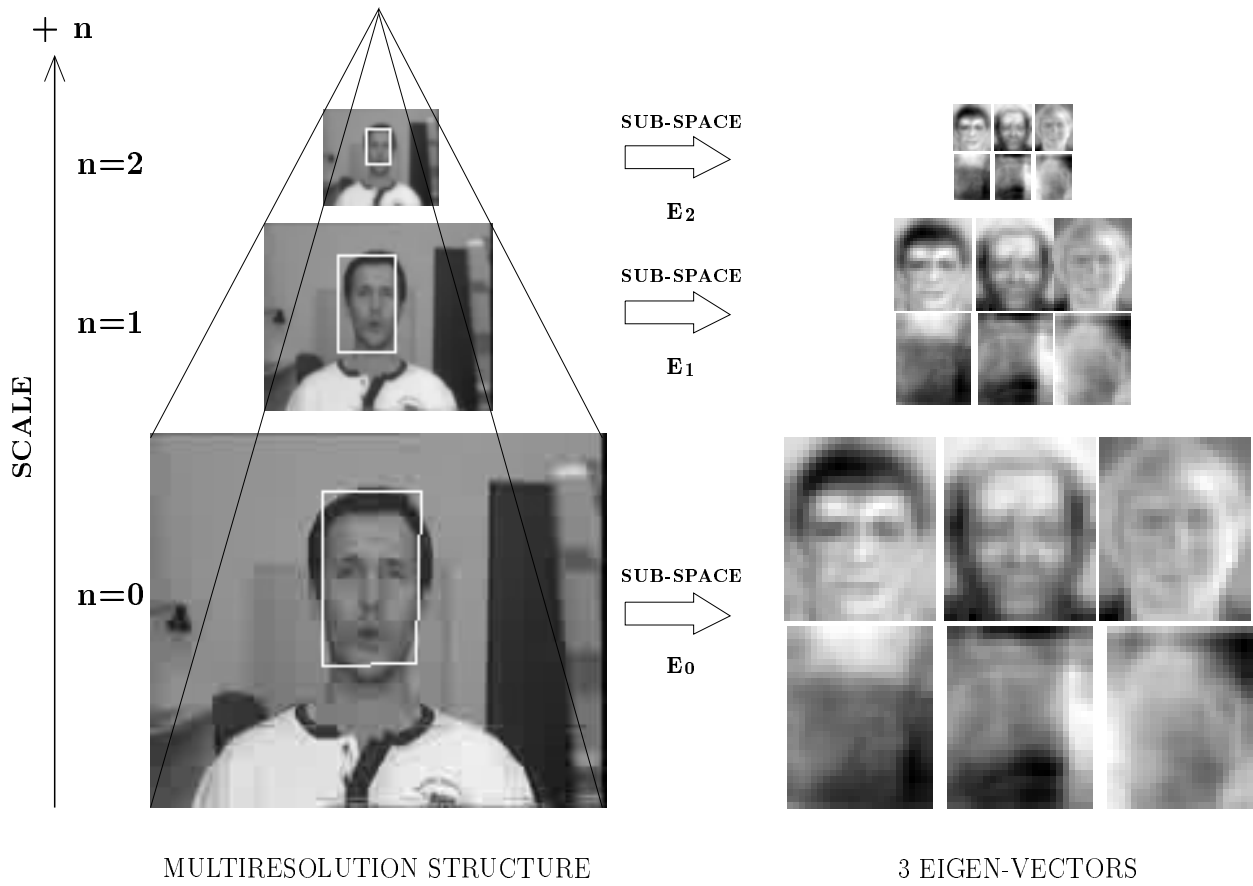 + n
n=2
SUB-SPACE
E2
n=1
SUB-SPACE
E1
SCALE
n=0
SUB-SPACE
E0
MULTIRESOLUTION STRUCTURE
3 EIGEN-VECTORS